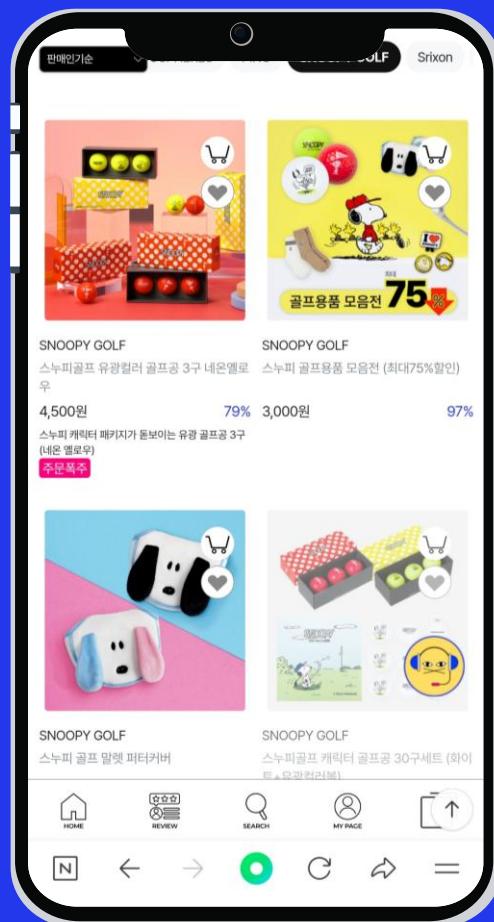 판매인기순
SNOOPY GOLF
Srixon
SNOOPY
SNOOPY
I
최대
골프용품 모음전 75%
SNOOPY GOLF
스누피골프 유광컬러 골프공 3구 네온옐로
우
4,500원 79%
스누피 캐릭터 패키지가 돋보이는 유광 골프공 3구
(네온 옐로우)
주문폭주
SNOOPY GOLF
스누피 골프용품 모음전 (최대75%할인)
3,000원 97%
SNOOPY
SNOOPY GOLF
스누피 골프 말렛 퍼터커버
SNOOPY GOLF
스누피골프 캐릭터 골프공 30구세트 (화이
트+유광컬러볼)
HOME
REVIEW
SEARCH
MY PAGE
N